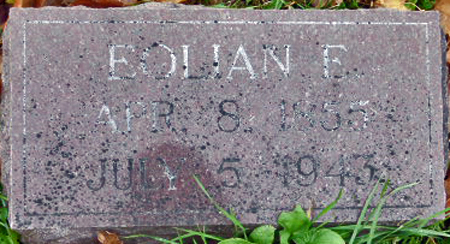 EOLIAN E.
APR. 8, 1855
JULY 5, 1943